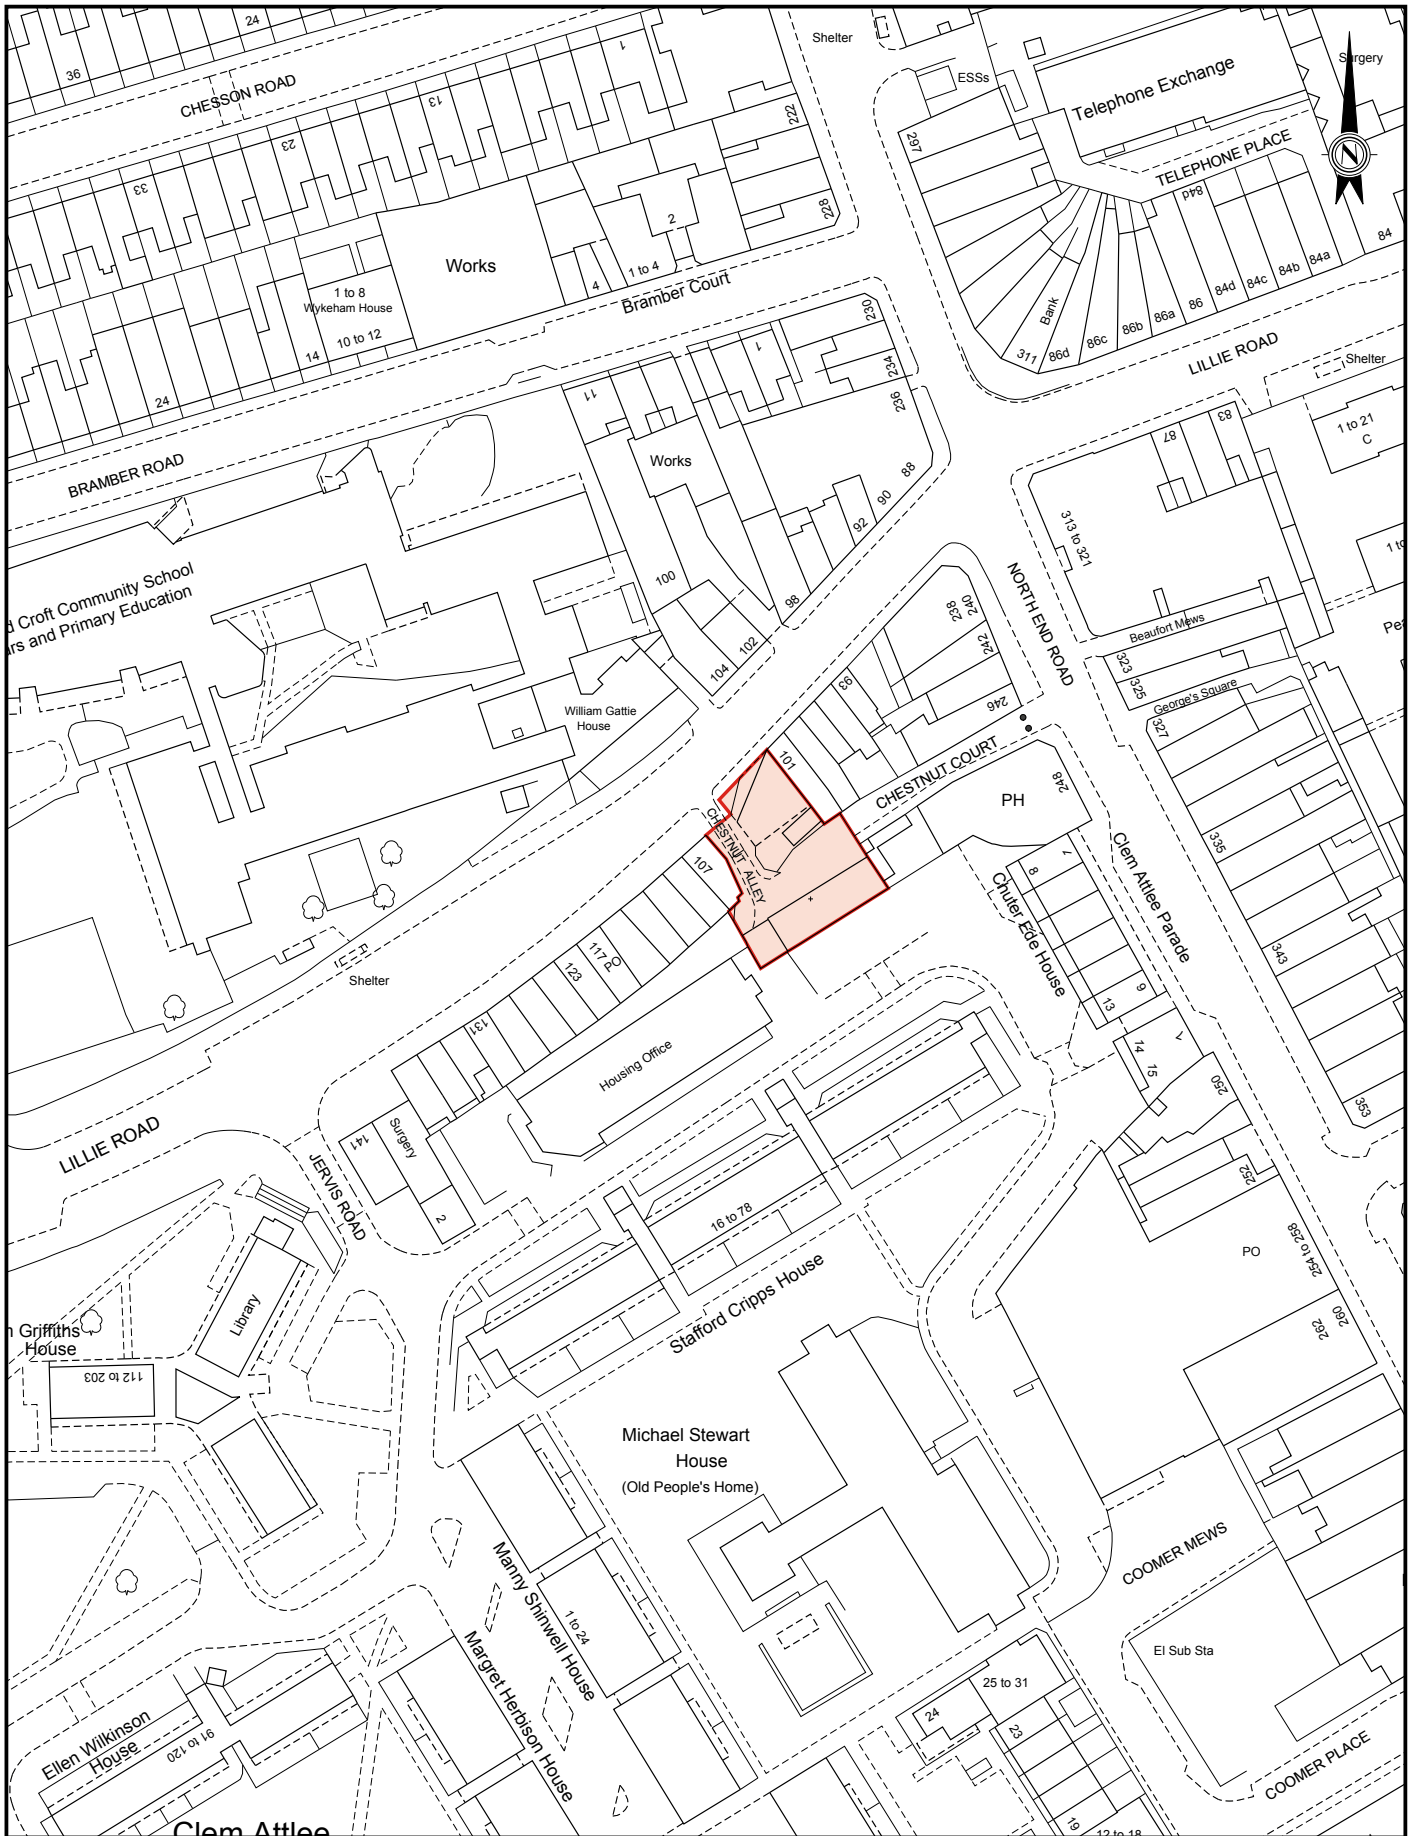 24
36
CHESSON ROAD
1
13
23
33
Shelter
ESSs
Telephone Exchange
Surgery
N
222
297
TELEPHONE PLACE
228
2
84d
84
84a
84b
84c
84d
86
86a
86b
86c
86d
311
Bank
Works
1 to 4
4
Bramber Court
1 to 8
Wykeham House
10 to 12
14
24
230
234
236
1
11
LILLIE ROAD
Shelter
BRAMBER ROAD
Works
83
87
1 to 21
C
88
90
92
98
100
102
104
313 to 321
d Croft Community School
irs and Primary Education
NORTH END ROAD
238
240
242
246
93
Beaufort Mews
323
325
George's Square
327
William Gattie
House
101
CHESTNUT COURT
CHESTNUT ALLEY
PH
248
107
117
PO
123
131
335
343
353
Clem Attlee Parade
Chuter Ede House
7
8
9
13
14
15
1
250
252
Shelter
Housing Office
LILLIE ROAD
141
Surgery
2
JERVIS ROAD
16 to 78
Stafford Cripps House
PO
254 to 258
260
262
Library
n Griffiths
House
112 to 203
Michael Stewart
House
(Old People's Home)
Manny Shinwell House
1 to 24
Margret Herbison House
COOMER MEWS
El Sub Sta
COOMER PLACE
25 to 31
24
23
19
12 to 18
Ellen Wilkinson
House
91 to 120
Clem Attlee